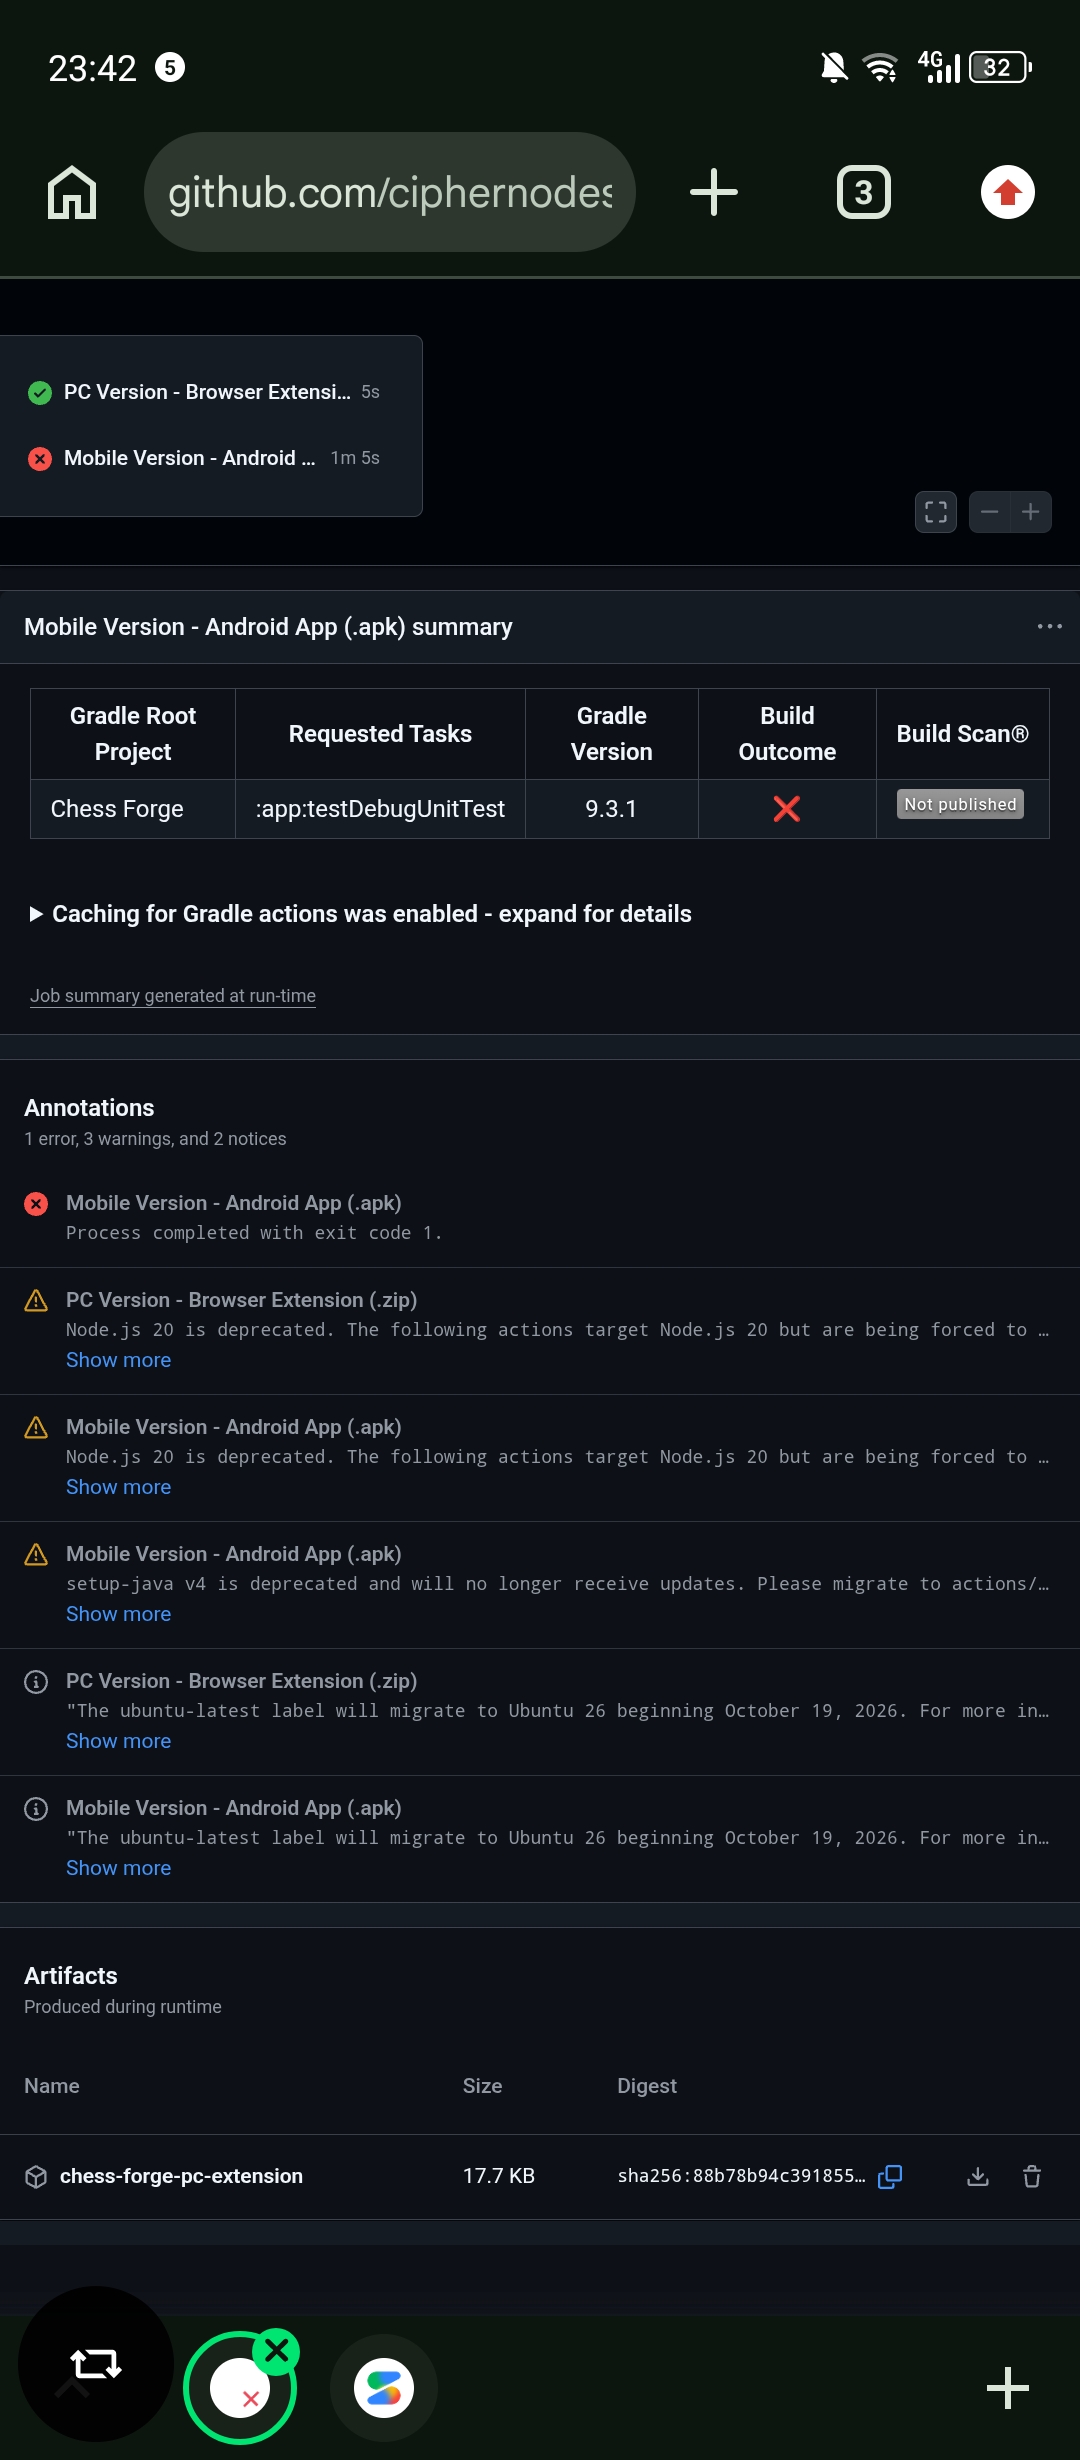 23:42 5 4G 32
github.com/ciphernodes 3
PC Version - Browser Extensi... 5s
Mobile Version - Android ... 1m 5s
Mobile Version - Android App (.apk) summary
Gradle Root Project Requested Tasks Gradle Version Build Outcome Build Scan®
Chess Forge :app:testDebugUnitTest 9.3.1 Not published
Caching for Gradle actions was enabled - expand for details
Job summary generated at run-time
Annotations
1 error, 3 warnings, and 2 notices
Mobile Version - Android App (.apk)
Process completed with exit code 1.
PC Version - Browser Extension (.zip)
Node.js 20 is deprecated. The following actions target Node.js 20 but are being forced to …
Show more
Mobile Version - Android App (.apk)
Node.js 20 is deprecated. The following actions target Node.js 20 but are being forced to …
Show more
Mobile Version - Android App (.apk)
setup-java v4 is deprecated and will no longer receive updates. Please migrate to actions/…
Show more
PC Version - Browser Extension (.zip)
"The ubuntu-latest label will migrate to Ubuntu 26 beginning October 19, 2026. For more in…
Show more
Mobile Version - Android App (.apk)
"The ubuntu-latest label will migrate to Ubuntu 26 beginning October 19, 2026. For more in…
Show more
Artifacts
Produced during runtime
Name Size Digest
chess-forge-pc-extension 17.7 KB sha256:88b78b94c391855…